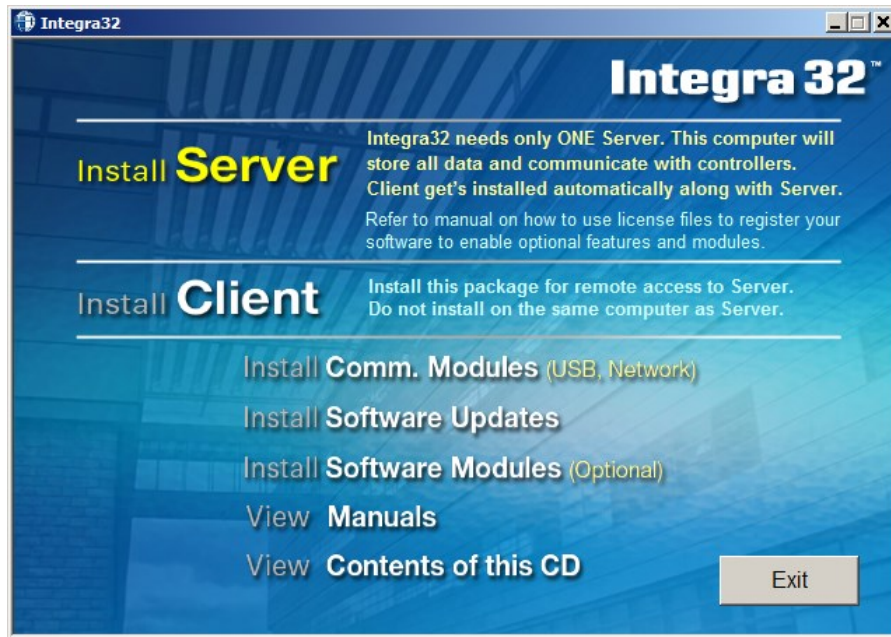 Integra32
Integra 32™
Install Server
Integra32 needs only ONE Server. This computer will
store all data and communicate with controllers.
Client get's installed automatically along with Server.
Refer to manual on how to use license files to register your
software to enable optional features and modules.
Install Client
Install this package for remote access to Server.
Do not install on the same computer as Server.
Install Comm. Modules (USB, Network)
Install Software Updates
Install Software Modules (Optional)
View Manuals
View Contents of this CD
Exit